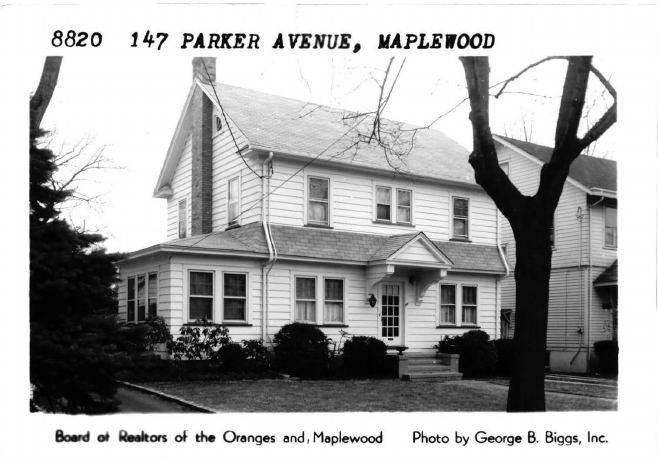 8820 147 PARKER AVENUE, MAPLEWOOD
Board of Realtors of the Oranges and, Maplewood Photo by George B. Biggs, Inc.